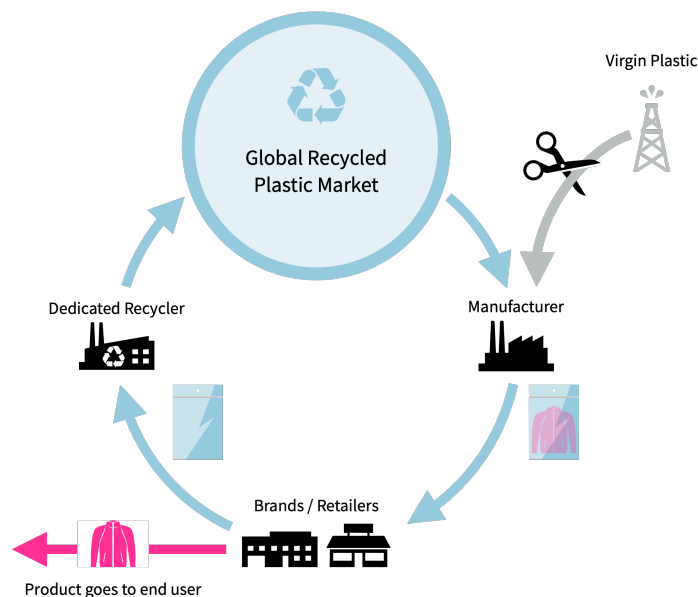 Virgin Plastic
Global Recycled
Plastic Market
Dedicated Recycler
Manufacturer
Brands / Retailers
Product goes to end user